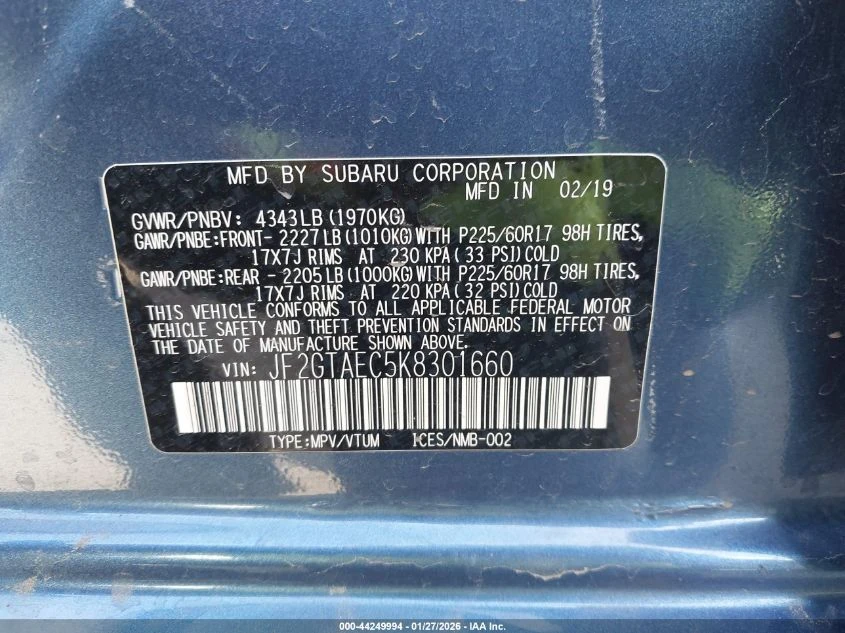 MFD BY SUBARU CORPORATION
MFD IN 02/19
GVWR/PNBV: 4343LB(1970KG)
GAWR/PNBE:FRONT- 2227LB(1010KG)WITH P225/60R17 98H TIRES,
17X7J RIMS AT 230 KPA(33 PSI)COLD
GAWR/PNBE:REAR - 2205LB(1000KG)WITH P225/60R17 98H TIRES,
17X7J RIMS AT 220 KPA(32 PSI)COLD
THIS VEHICLE CONFORMS TO ALL APPLICABLE FEDERAL MOTOR
VEHICLE SAFETY AND THEFT PREVENTION STANDARDS IN EFFECT ON
THE DATE OF MANUFACTURE SHOWN ABOVE.
VIN: JF2GTAEC5K8301660
TYPE:MPV/VTUM ICES/NMB-002
000-44249994 - 01/27/2026 - IAA Inc.